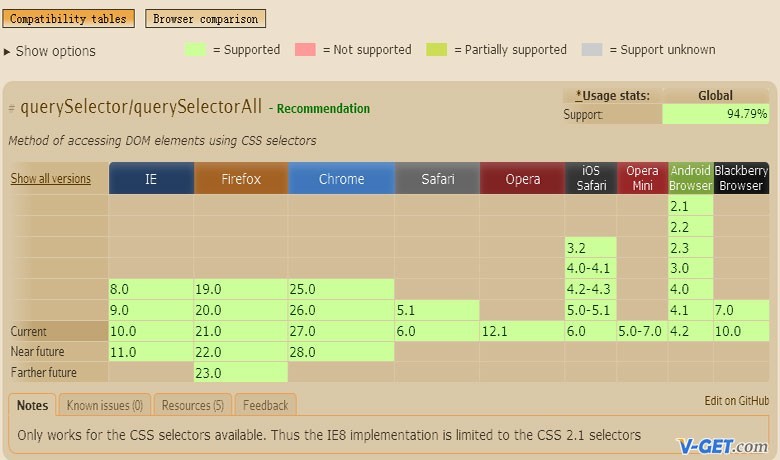 Compatibility tables Browser comparison
▸ Show options = Supported = Not supported = Partially supported = Support unknown
# querySelector/querySelectorAll - Recommendation
*Usage stats: Global
Support: 94.79%
Method of accessing DOM elements using CSS selectors
Show all versions IE Firefox Chrome Safari Opera iOS Safari Opera Mini Android Browser Blackberry Browser
2.1
2.2
3.2 2.3
4.0-4.1 3.0
8.0 19.0 25.0 4.2-4.3 4.0
9.0 20.0 26.0 5.1 5.0-5.1 4.1 7.0
Current 10.0 21.0 27.0 6.0 12.1 6.0 5.0-7.0 4.2 10.0
Near future 11.0 22.0 28.0
Farther future 23.0
Notes Known issues (0) Resources (5) Feedback Edit on GitHub
Only works for the CSS selectors available. Thus the IE8 implementation is limited to the CSS 2.1 selectors
V-GET.com